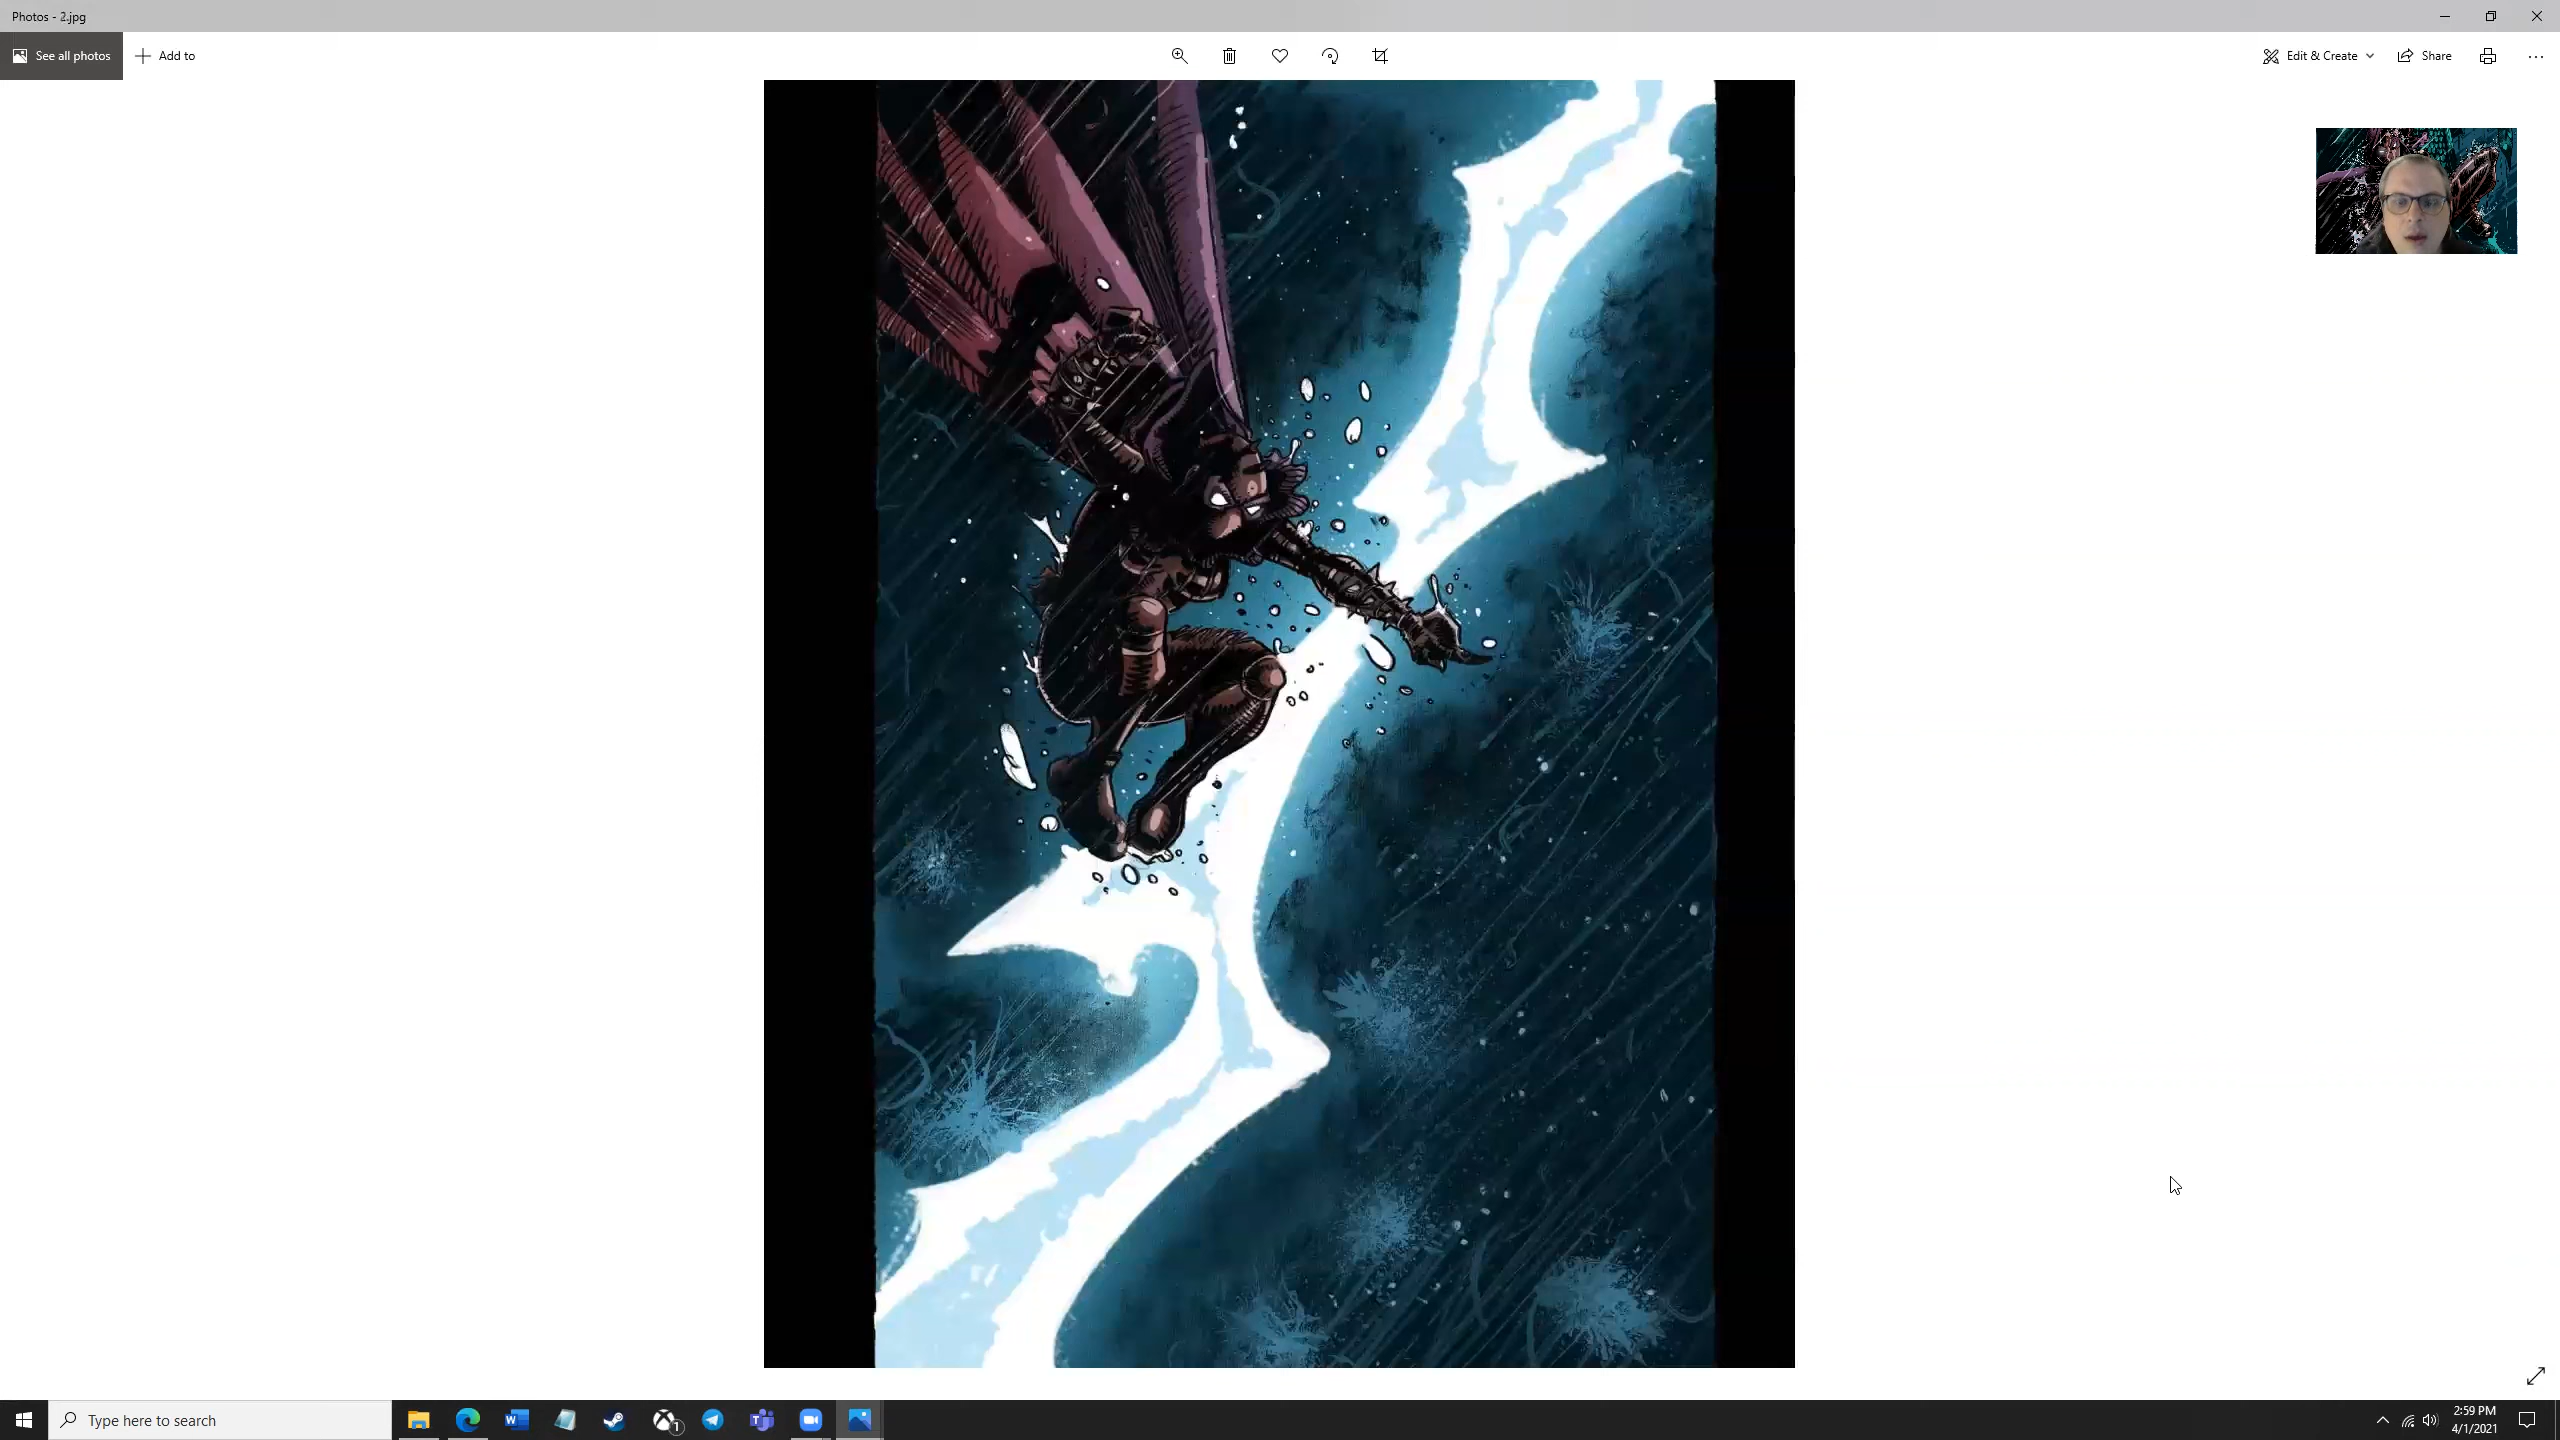 Photos - 2.jpg
See all photos
Add to
Edit & Create
Share
Type here to search
1
2:59 PM
4/1/2021